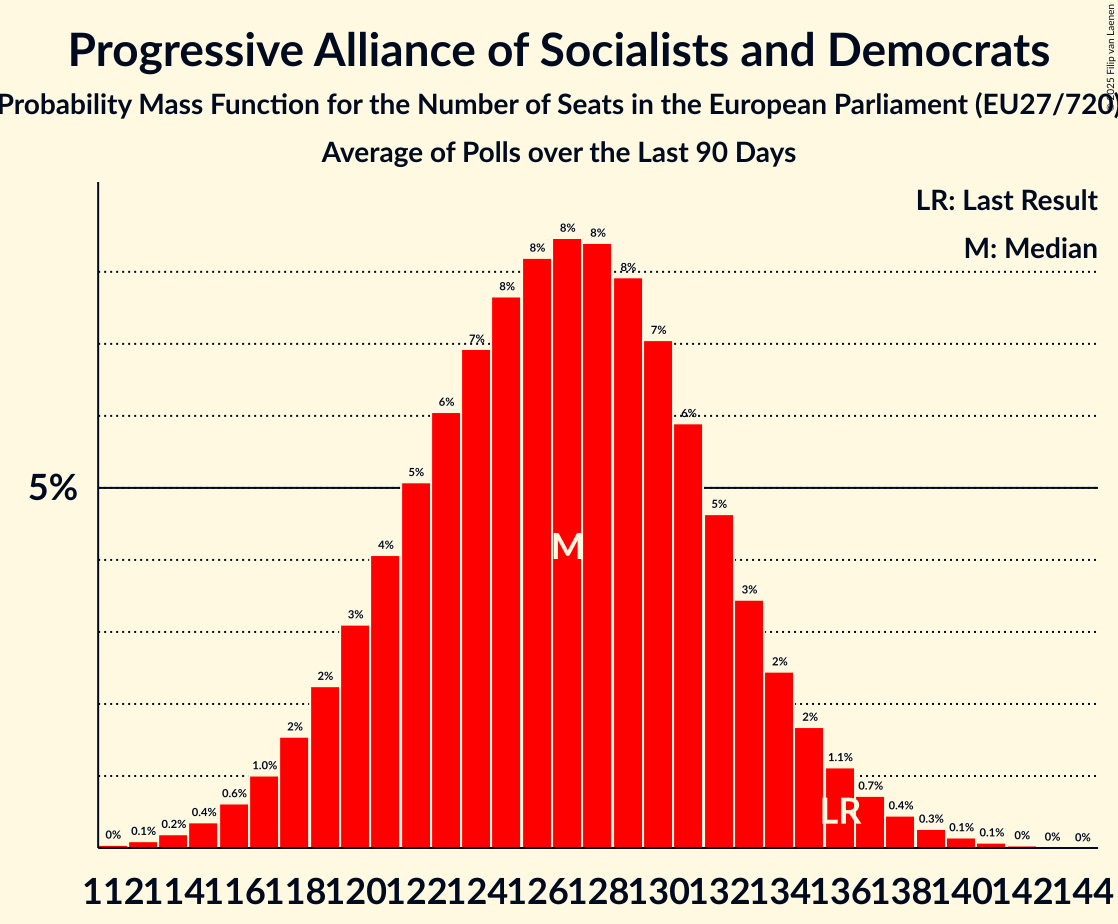 Progressive Alliance of Socialists and Democrats
Probability Mass Function for the Number of Seats in the European Parliament (EU27/720)
Average of Polls over the Last 90 Days
© 2025 Filip van Laenen
LR: Last Result
M: Median
5%
0% 0.1% 0.2% 0.4% 0.6% 1.0% 2% 2% 3% 4% 5% 6% 7% 8% 8% 8% 8% 8% 7% 6% 5% 3% 2% 2% 1.1% 0.7% 0.4% 0.3% 0.1% 0.1% 0% 0% 0%
M
LR
112 114 116 118 120 122 124 126 128 130 132 134 136 138 140 142 144